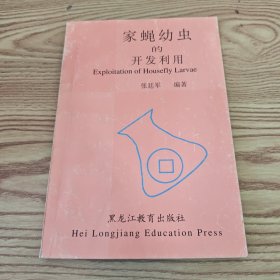 家蝇幼虫
的
开发利用
Exploitation of Housefly Larvae
张廷军 编著
黑龙江教育出版社
Hei Longjiang Education Press